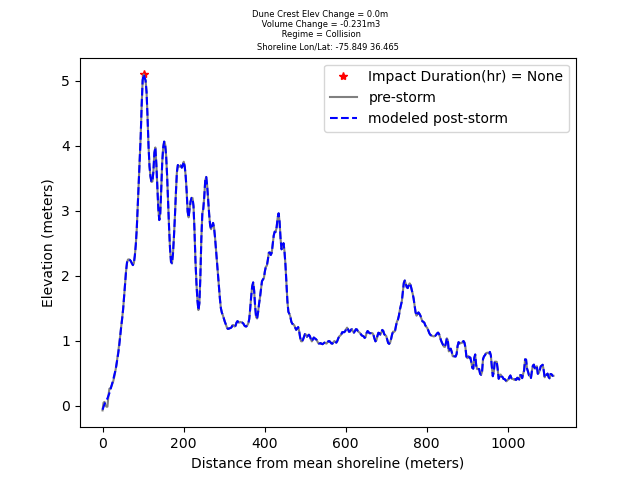 Dune Crest Elev Change = 0.0m
Volume Change = -0.231m3
Regime = Collision
Shoreline Lon/Lat: -75.849 36.465
Impact Duration(hr) = None
pre-storm
modeled post-storm
Elevation (meters)
5
4
3
2
1
0
0 200 400 600 800 1000
Distance from mean shoreline (meters)